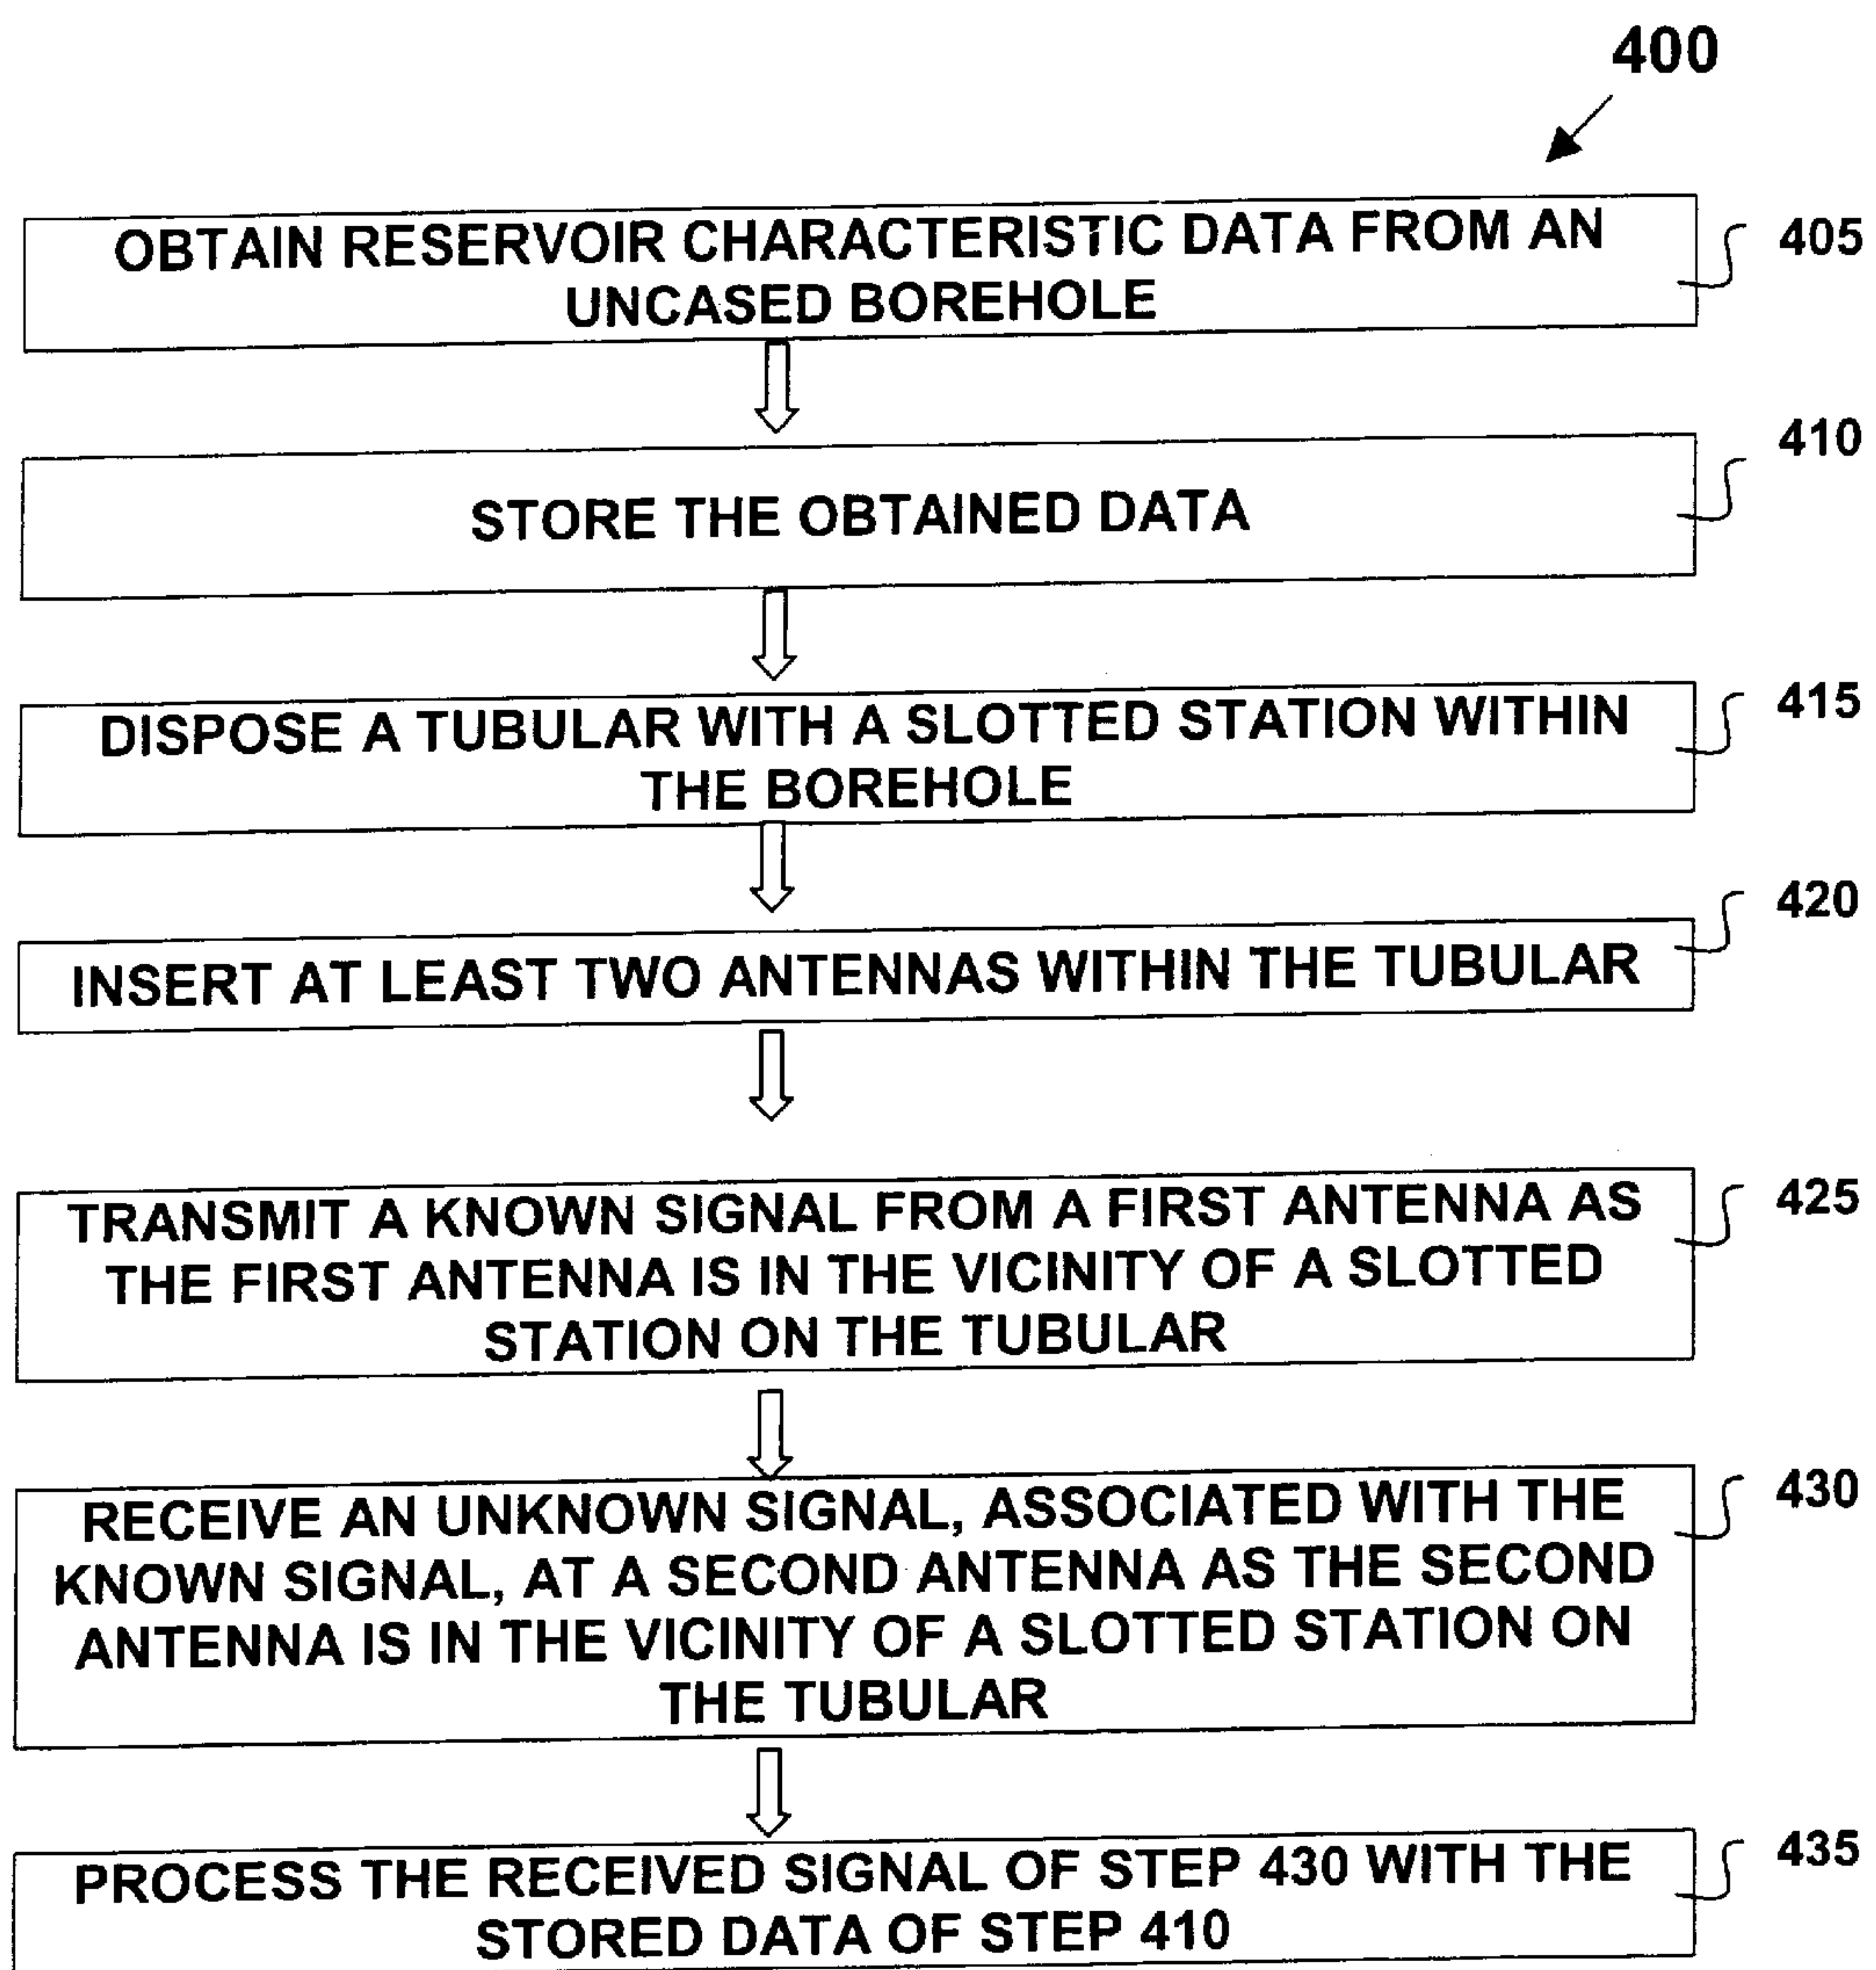 400
OBTAIN RESERVOIR CHARACTERISTIC DATA FROM AN
UNCASED BOREHOLE
405
STORE THE OBTAINED DATA
410
DISPOSE A TUBULAR WITH A SLOTTED STATION WITHIN
THE BOREHOLE
415
INSERT AT LEAST TWO ANTENNAS WITHIN THE TUBULAR
420
TRANSMIT A KNOWN SIGNAL FROM A FIRST ANTENNA AS
THE FIRST ANTENNA IS IN THE VICINITY OF A SLOTTED
STATION ON THE TUBULAR
425
RECEIVE AN UNKNOWN SIGNAL, ASSOCIATED WITH THE
KNOWN SIGNAL, AT A SECOND ANTENNA AS THE SECOND
ANTENNA IS IN THE VICINITY OF A SLOTTED STATION ON
THE TUBULAR
430
PROCESS THE RECEIVED SIGNAL OF STEP 430 WITH THE
STORED DATA OF STEP 410
435